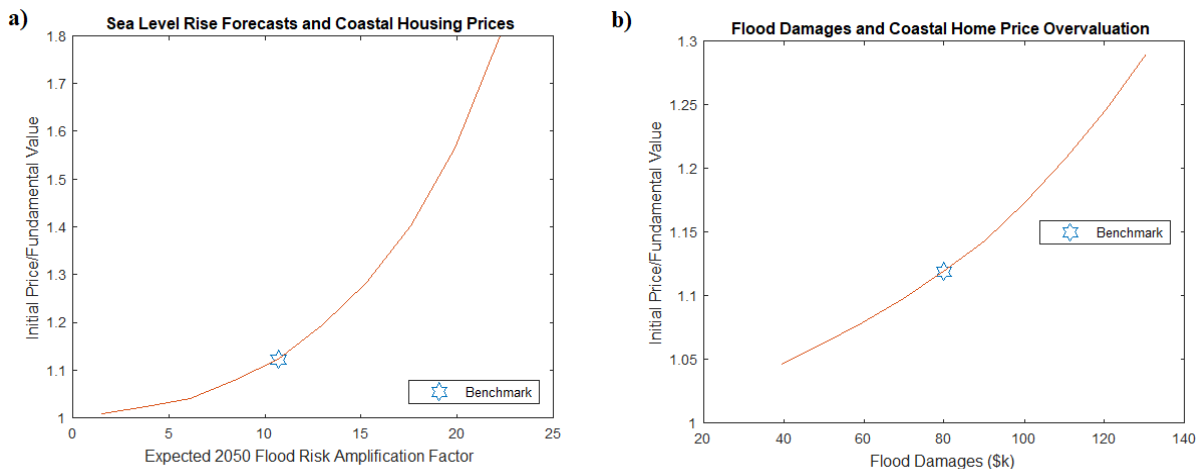 a)
Sea Level Rise Forecasts and Coastal Housing Prices
Initial Price/Fundamental Value
1.8
1.7
1.6
1.5
1.4
1.3
1.2
1.1
1
0
5
10
15
20
25
Benchmark
Expected 2050 Flood Risk Amplification Factor
b)
Flood Damages and Coastal Home Price Overvaluation
Initial Price/Fundamental Value
1.3
1.25
1.2
1.15
1.1
1.05
1
20
40
60
80
100
120
140
Benchmark
Flood Damages ($k)